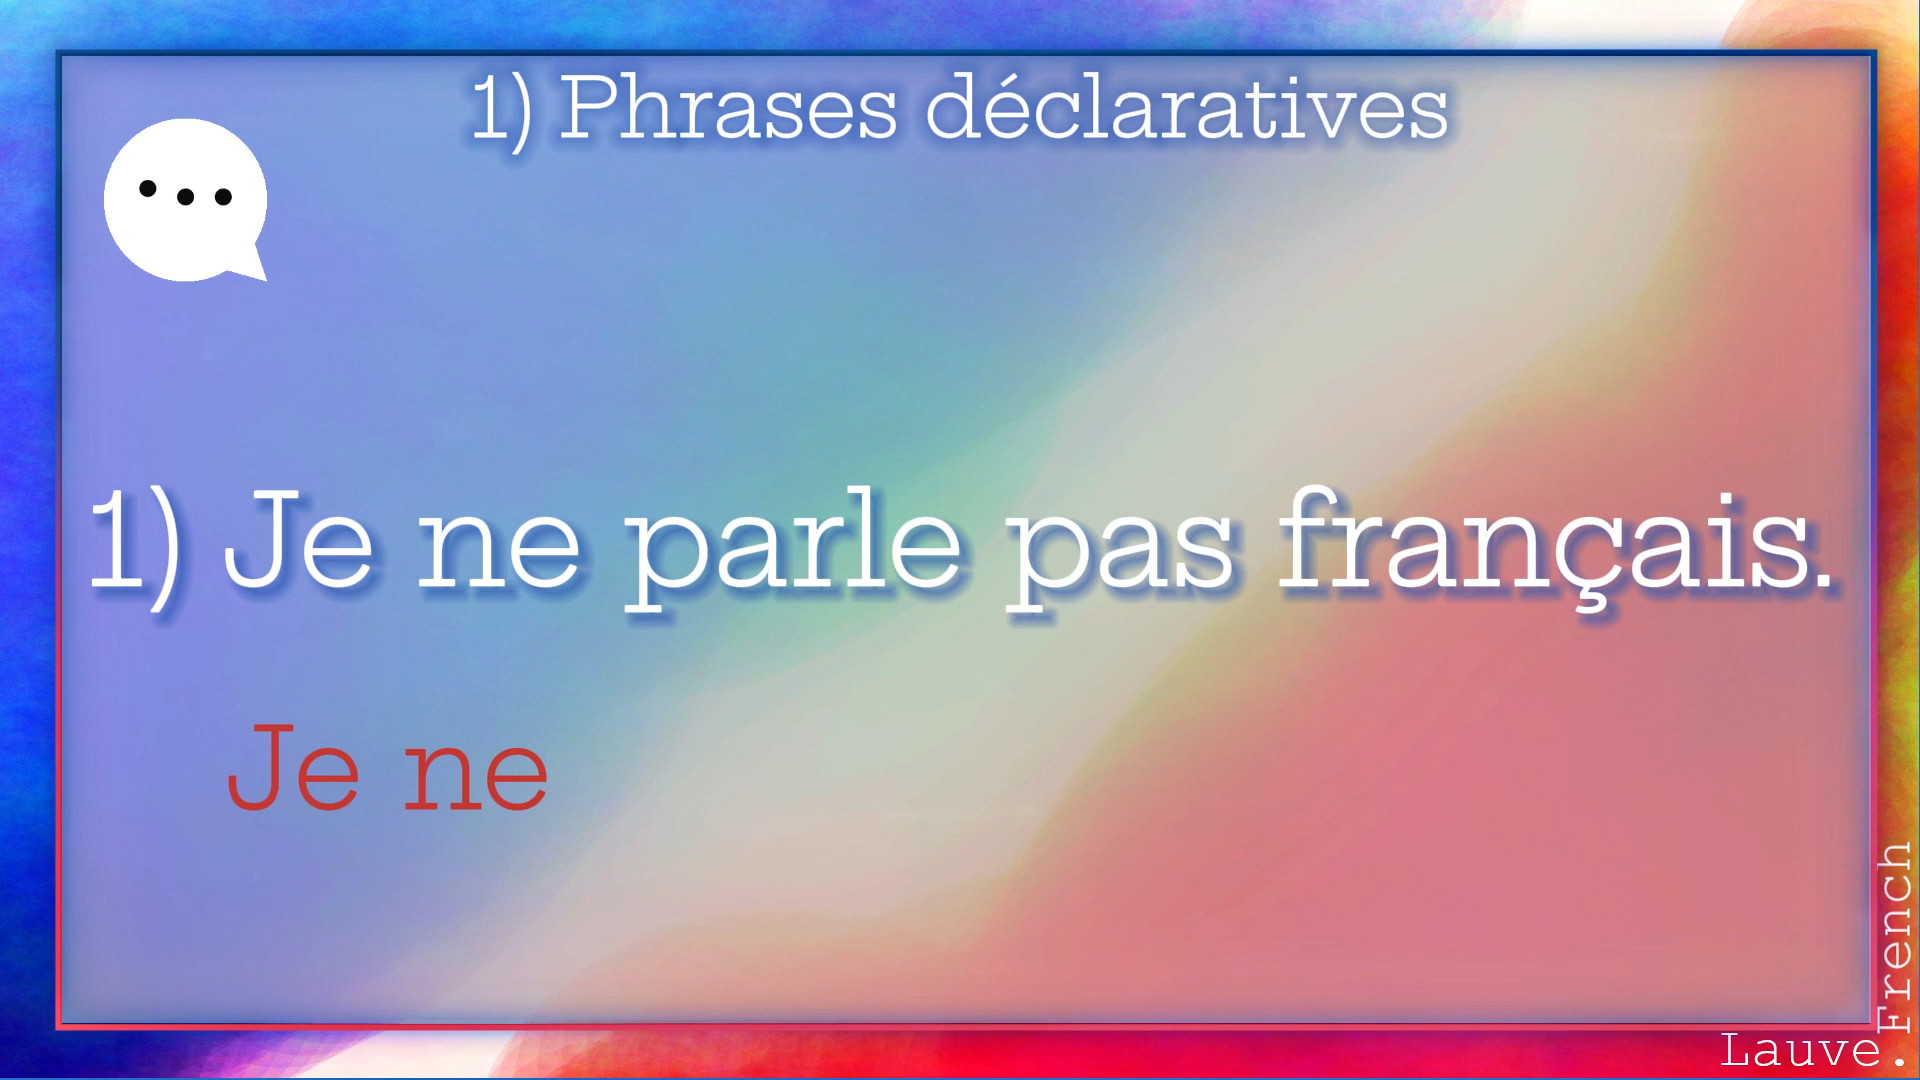 1) Phrases déclaratives
1) Je ne parle pas français.
Je ne
French
Lauve.